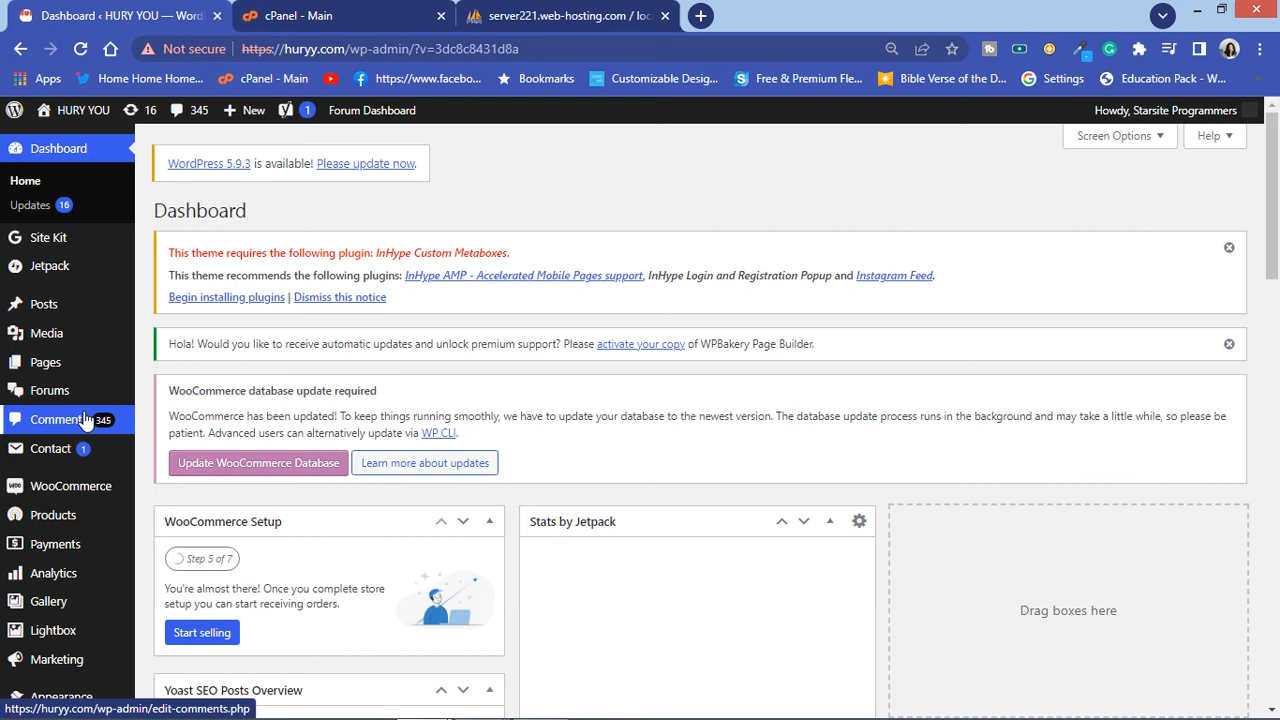 Dashboard ‹ HURY YOU — Word
cPanel - Main
server221.web-hosting.com / loca
Not secure
https://huryy.com/wp-admin/?v=3dc8c8431d8a
Apps
Home Home Home...
cPanel - Main
https://www.facebo...
Bookmarks
Customizable Desig...
Free & Premium Fle...
Bible Verse of the D...
Settings
Education Pack - W...
HURY YOU
16
345
New
1
Forum Dashboard
Howdy, Starsite Programmers
Dashboard
Home
Updates 16
Site Kit
Jetpack
Posts
Media
Pages
Forums
Comment 345
Contact 1
WooCommerce
Products
Payments
Analytics
Gallery
Lightbox
Marketing
Appearance
Screen Options
Help
WordPress 5.9.3 is available! Please update now.
Dashboard
This theme requires the following plugin: InHype Custom Metaboxes.
This theme recommends the following plugins: InHype AMP - Accelerated Mobile Pages support, InHype Login and Registration Popup and Instagram Feed.
Begin installing plugins | Dismiss this notice
Hola! Would you like to receive automatic updates and unlock premium support? Please activate your copy of WPBakery Page Builder.
WooCommerce database update required
WooCommerce has been updated! To keep things running smoothly, we have to update your database to the newest version. The database update process runs in the background and may take a little while, so please be
patient. Advanced users can alternatively update via WP CLI.
Update WooCommerce Database
Learn more about updates
WooCommerce Setup
Step 5 of 7
You're almost there! Once you complete store
setup you can start receiving orders.
Start selling
Yoast SEO Posts Overview
Stats by Jetpack
Drag boxes here
https://huryy.com/wp-admin/edit-comments.php